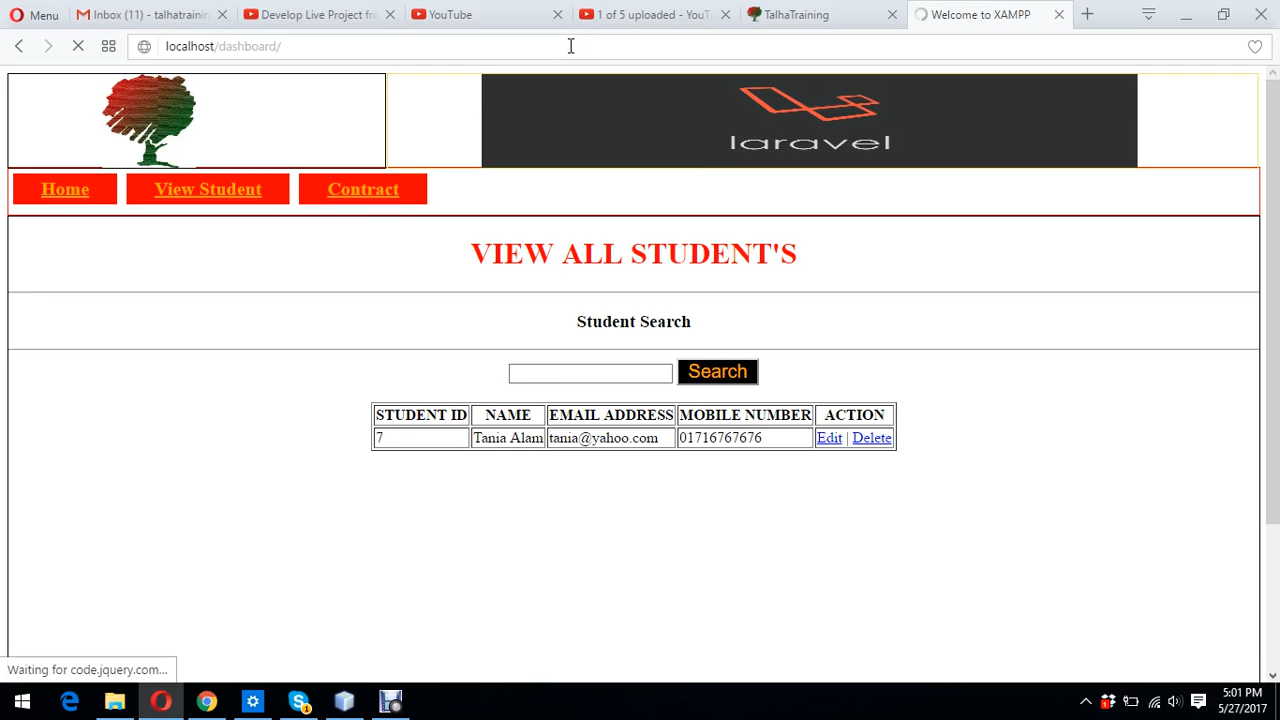 Menu
Inbox (11) - talhatrainin
Develop Live Project fro
YouTube
1 of 5 uploaded - YouTu
TalhaTraining
Welcome to XAMPP
localhost/dashboard/
laravel
Home
View Student
Contract
VIEW ALL STUDENT'S
Student Search
Search
STUDENT ID NAME EMAIL ADDRESS MOBILE NUMBER ACTION
7 Tania Alam tania@yahoo.com 01716767676 Edit | Delete
Waiting for code.jquery.com...
5:01 PM
5/27/2017